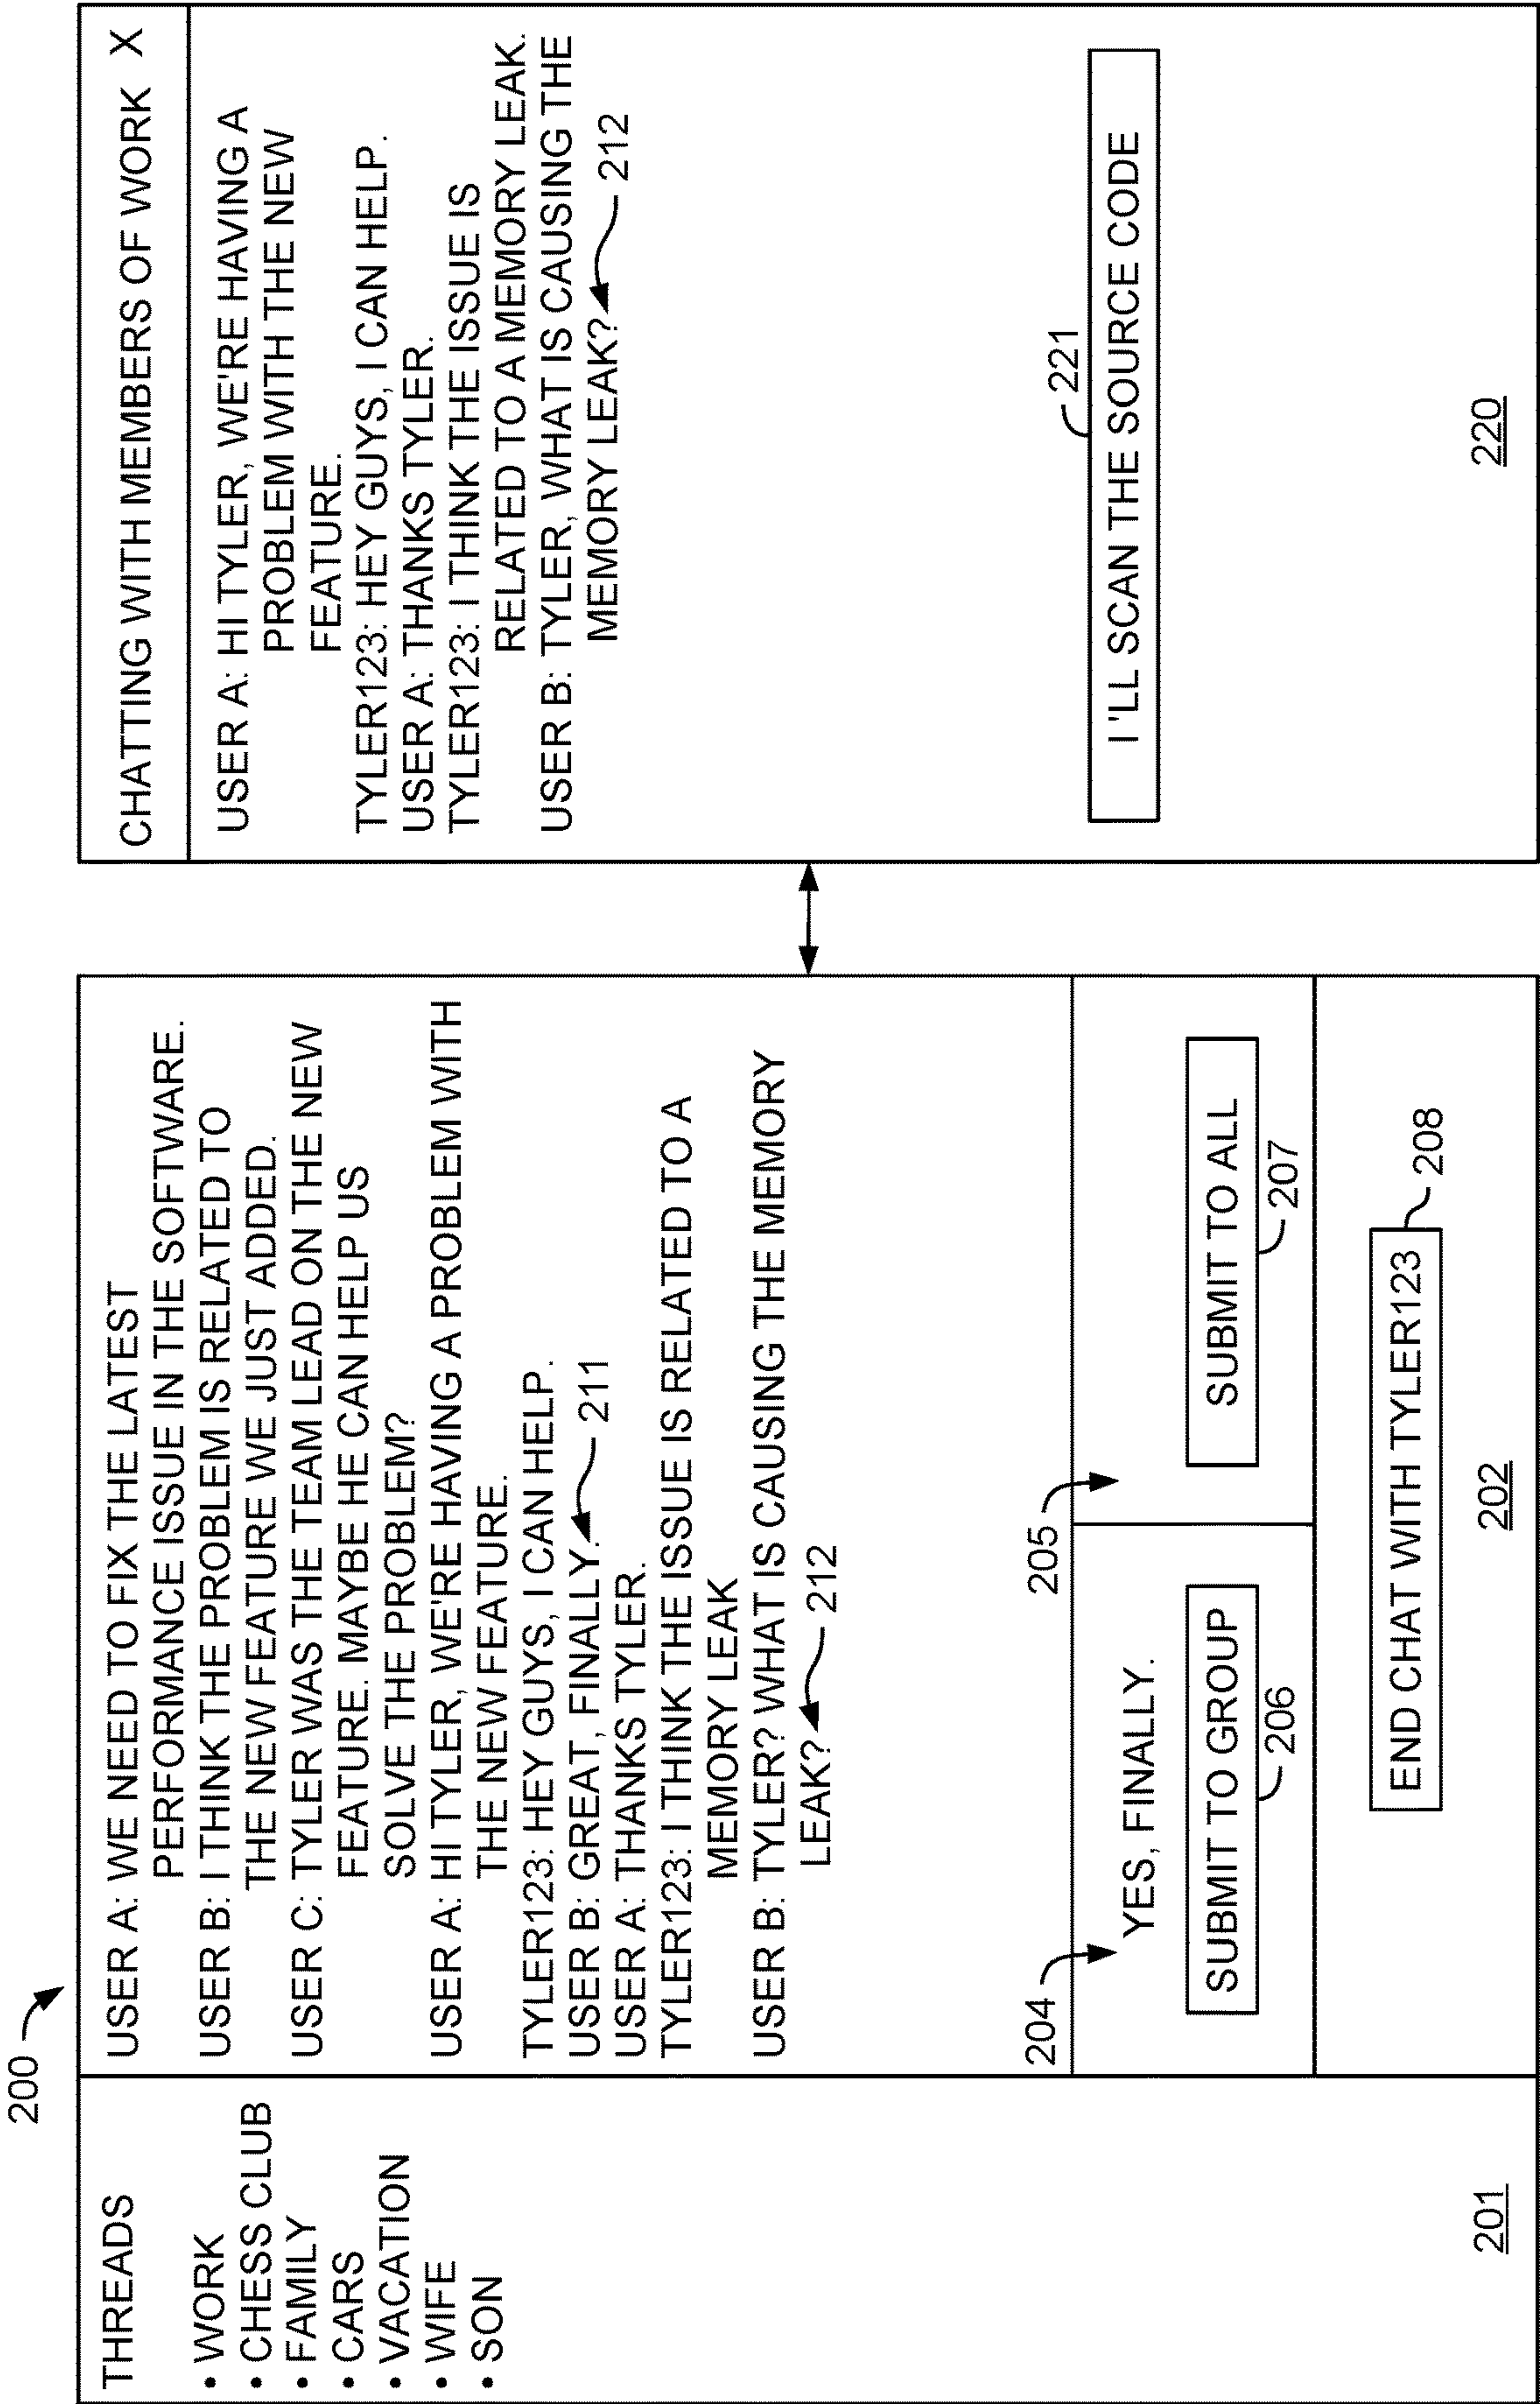 200
THREADS
• WORK
• CHESS CLUB
• FAMILY
• CARS
• VACATION
• WIFE
• SON
201
USER A: WE NEED TO FIX THE LATEST
PERFORMANCE ISSUE IN THE SOFTWARE.
USER B: I THINK THE PROBLEM IS RELATED TO
THE NEW FEATURE WE JUST ADDED.
USER C: TYLER WAS THE TEAM LEAD ON THE NEW
FEATURE. MAYBE HE CAN HELP US
SOLVE THE PROBLEM?
USER A: HI TYLER, WE'RE HAVING A PROBLEM WITH
THE NEW FEATURE.
TYLER123: HEY GUYS, I CAN HELP.
USER B: GREAT, FINALLY. 211
USER A: THANKS TYLER.
TYLER123: I THINK THE ISSUE IS RELATED TO A
MEMORY LEAK
USER B: TYLER? WHAT IS CAUSING THE MEMORY
LEAK? 212
204
205
YES, FINALLY.
SUBMIT TO GROUP
206
SUBMIT TO ALL
207
END CHAT WITH TYLER123
208
202
CHATTING WITH MEMBERS OF WORK X
USER A: HI TYLER, WE'RE HAVING A
PROBLEM WITH THE NEW
FEATURE.
TYLER123: HEY GUYS, I CAN HELP.
USER A: THANKS TYLER.
TYLER123: I THINK THE ISSUE IS
RELATED TO A MEMORY LEAK.
USER B: TYLER, WHAT IS CAUSING THE
MEMORY LEAK? 212
221
I 'LL SCAN THE SOURCE CODE
220